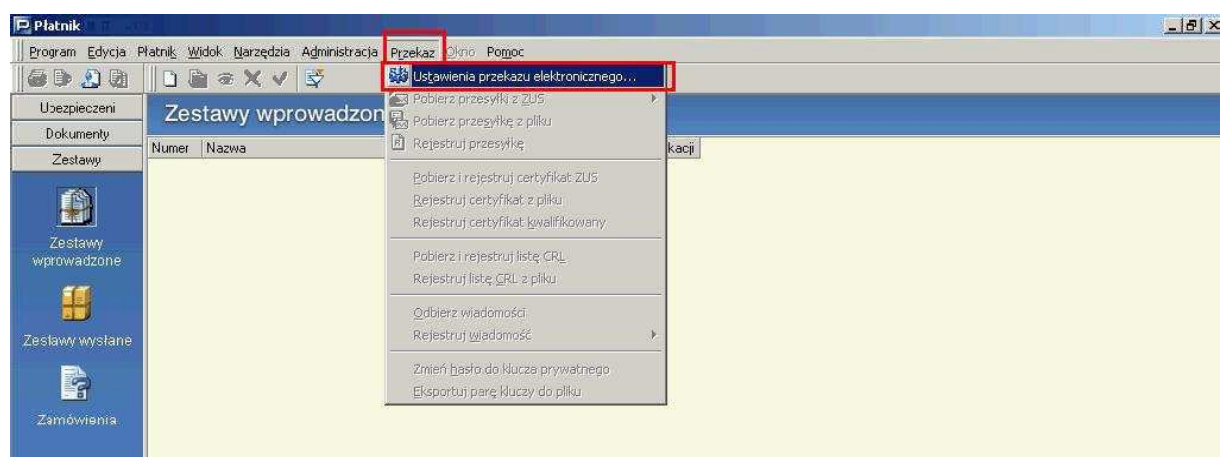 Płatnik
Program Edycja Płatnik Widok Narzędzia Administracja Przekaz Okno Pomoc
Ustawienia przekazu elektronicznego...
Ubezpieczeni
Zestawy wprowadzon
Pobierz przesyłki z ZUS
Pobierz przesyłkę z pliku
Dokumenty
Numer Nazwa
Rejestruj przesyłkę
kacji
Zestawy
Pobierz i rejestruj certyfikat ZUS
Rejestruj certyfikat z pliku
Rejestruj certyfikat kwalifikowany
Zestawy
wprowadzone
Pobierz i rejestruj listę CRL
Rejestruj listę CRL z pliku
Odbierz wiadomości
Rejestruj wiadomość
Zestawy wysłane
Zmień hasło do klucza prywatnego
Eksportuj parę kluczy do pliku
Zamówienia